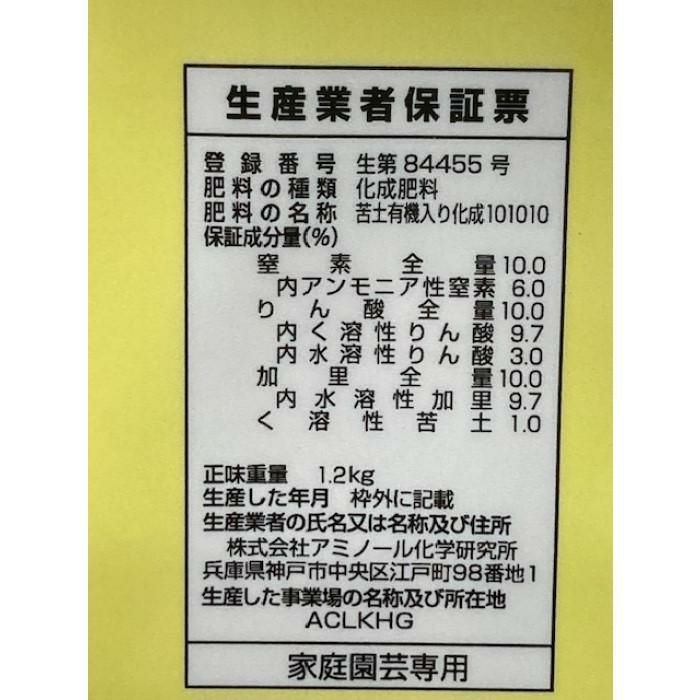 生産業者保証票
登録番号 生第84455号
肥料の種類 化成肥料
肥料の名称 苦土有機入り化成101010
保証成分量(%)
窒素全量10.0
内アンモニア性窒素 6.0
りん酸全量10.0
内く溶性りん酸 9.7
内水溶性りん酸 3.0
加里全量10.0
内水溶性加里 9.7
く溶性苦土 1.0
正味重量 1.2kg
生産した年月 枠外に記載
生産業者の氏名又は名称及び住所
株式会社アミノール化学研究所
兵庫県神戸市中央区江戸町98番地1
生産した事業場の名称及び所在地
ACLKHG
家庭園芸専用